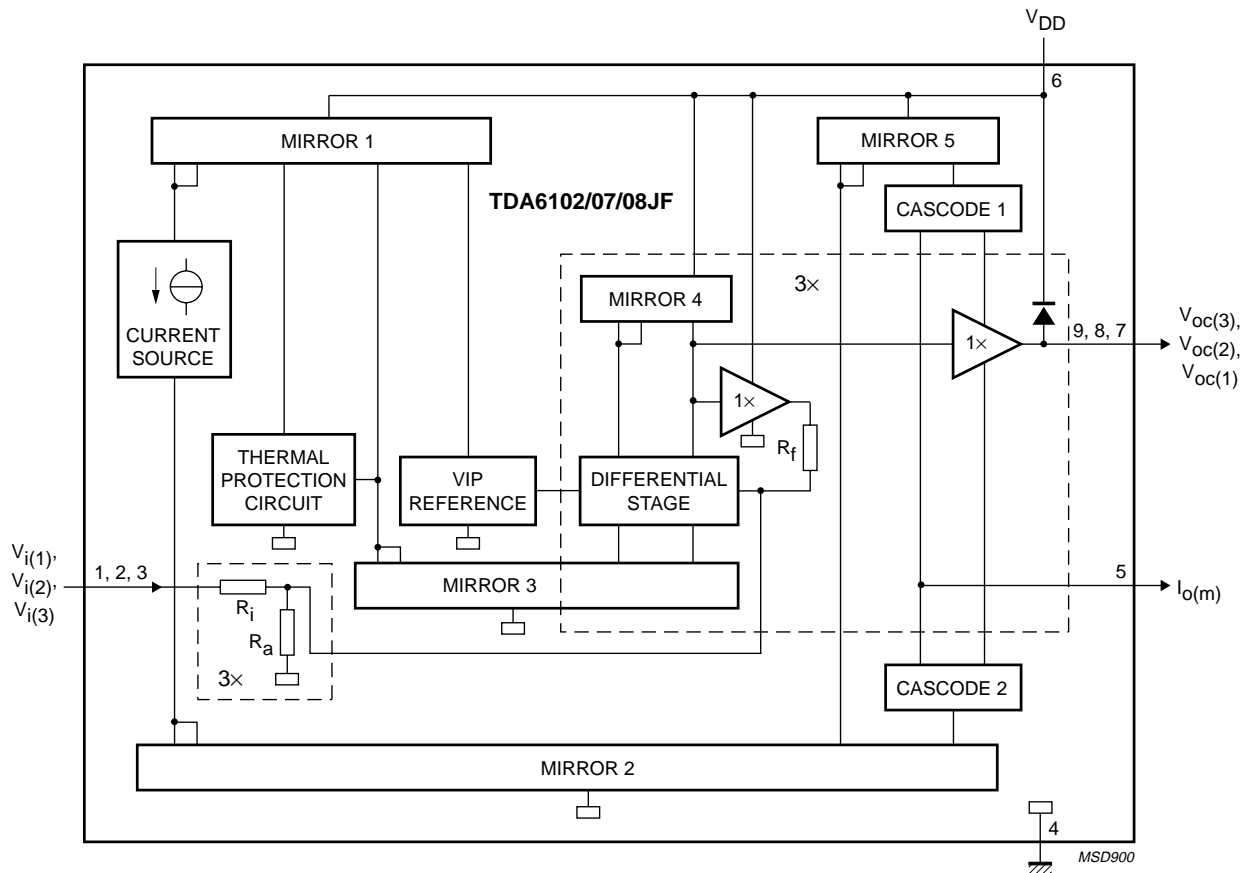 VDD
6
MIRROR 1
MIRROR 5
TDA6102/07/08JF
CASCODE 1
CURRENT
SOURCE
3×
MIRROR 4
1×
9, 8, 7
Voc(3),
Voc(2),
Voc(1)
1×
Rf
THERMAL
PROTECTION
CIRCUIT
VIP
REFERENCE
DIFFERENTIAL
STAGE
Vi(1),
Vi(2),
Vi(3)
1, 2, 3
Ri
Ra
3×
MIRROR 3
5
Io(m)
CASCODE 2
MIRROR 2
4
MSD900